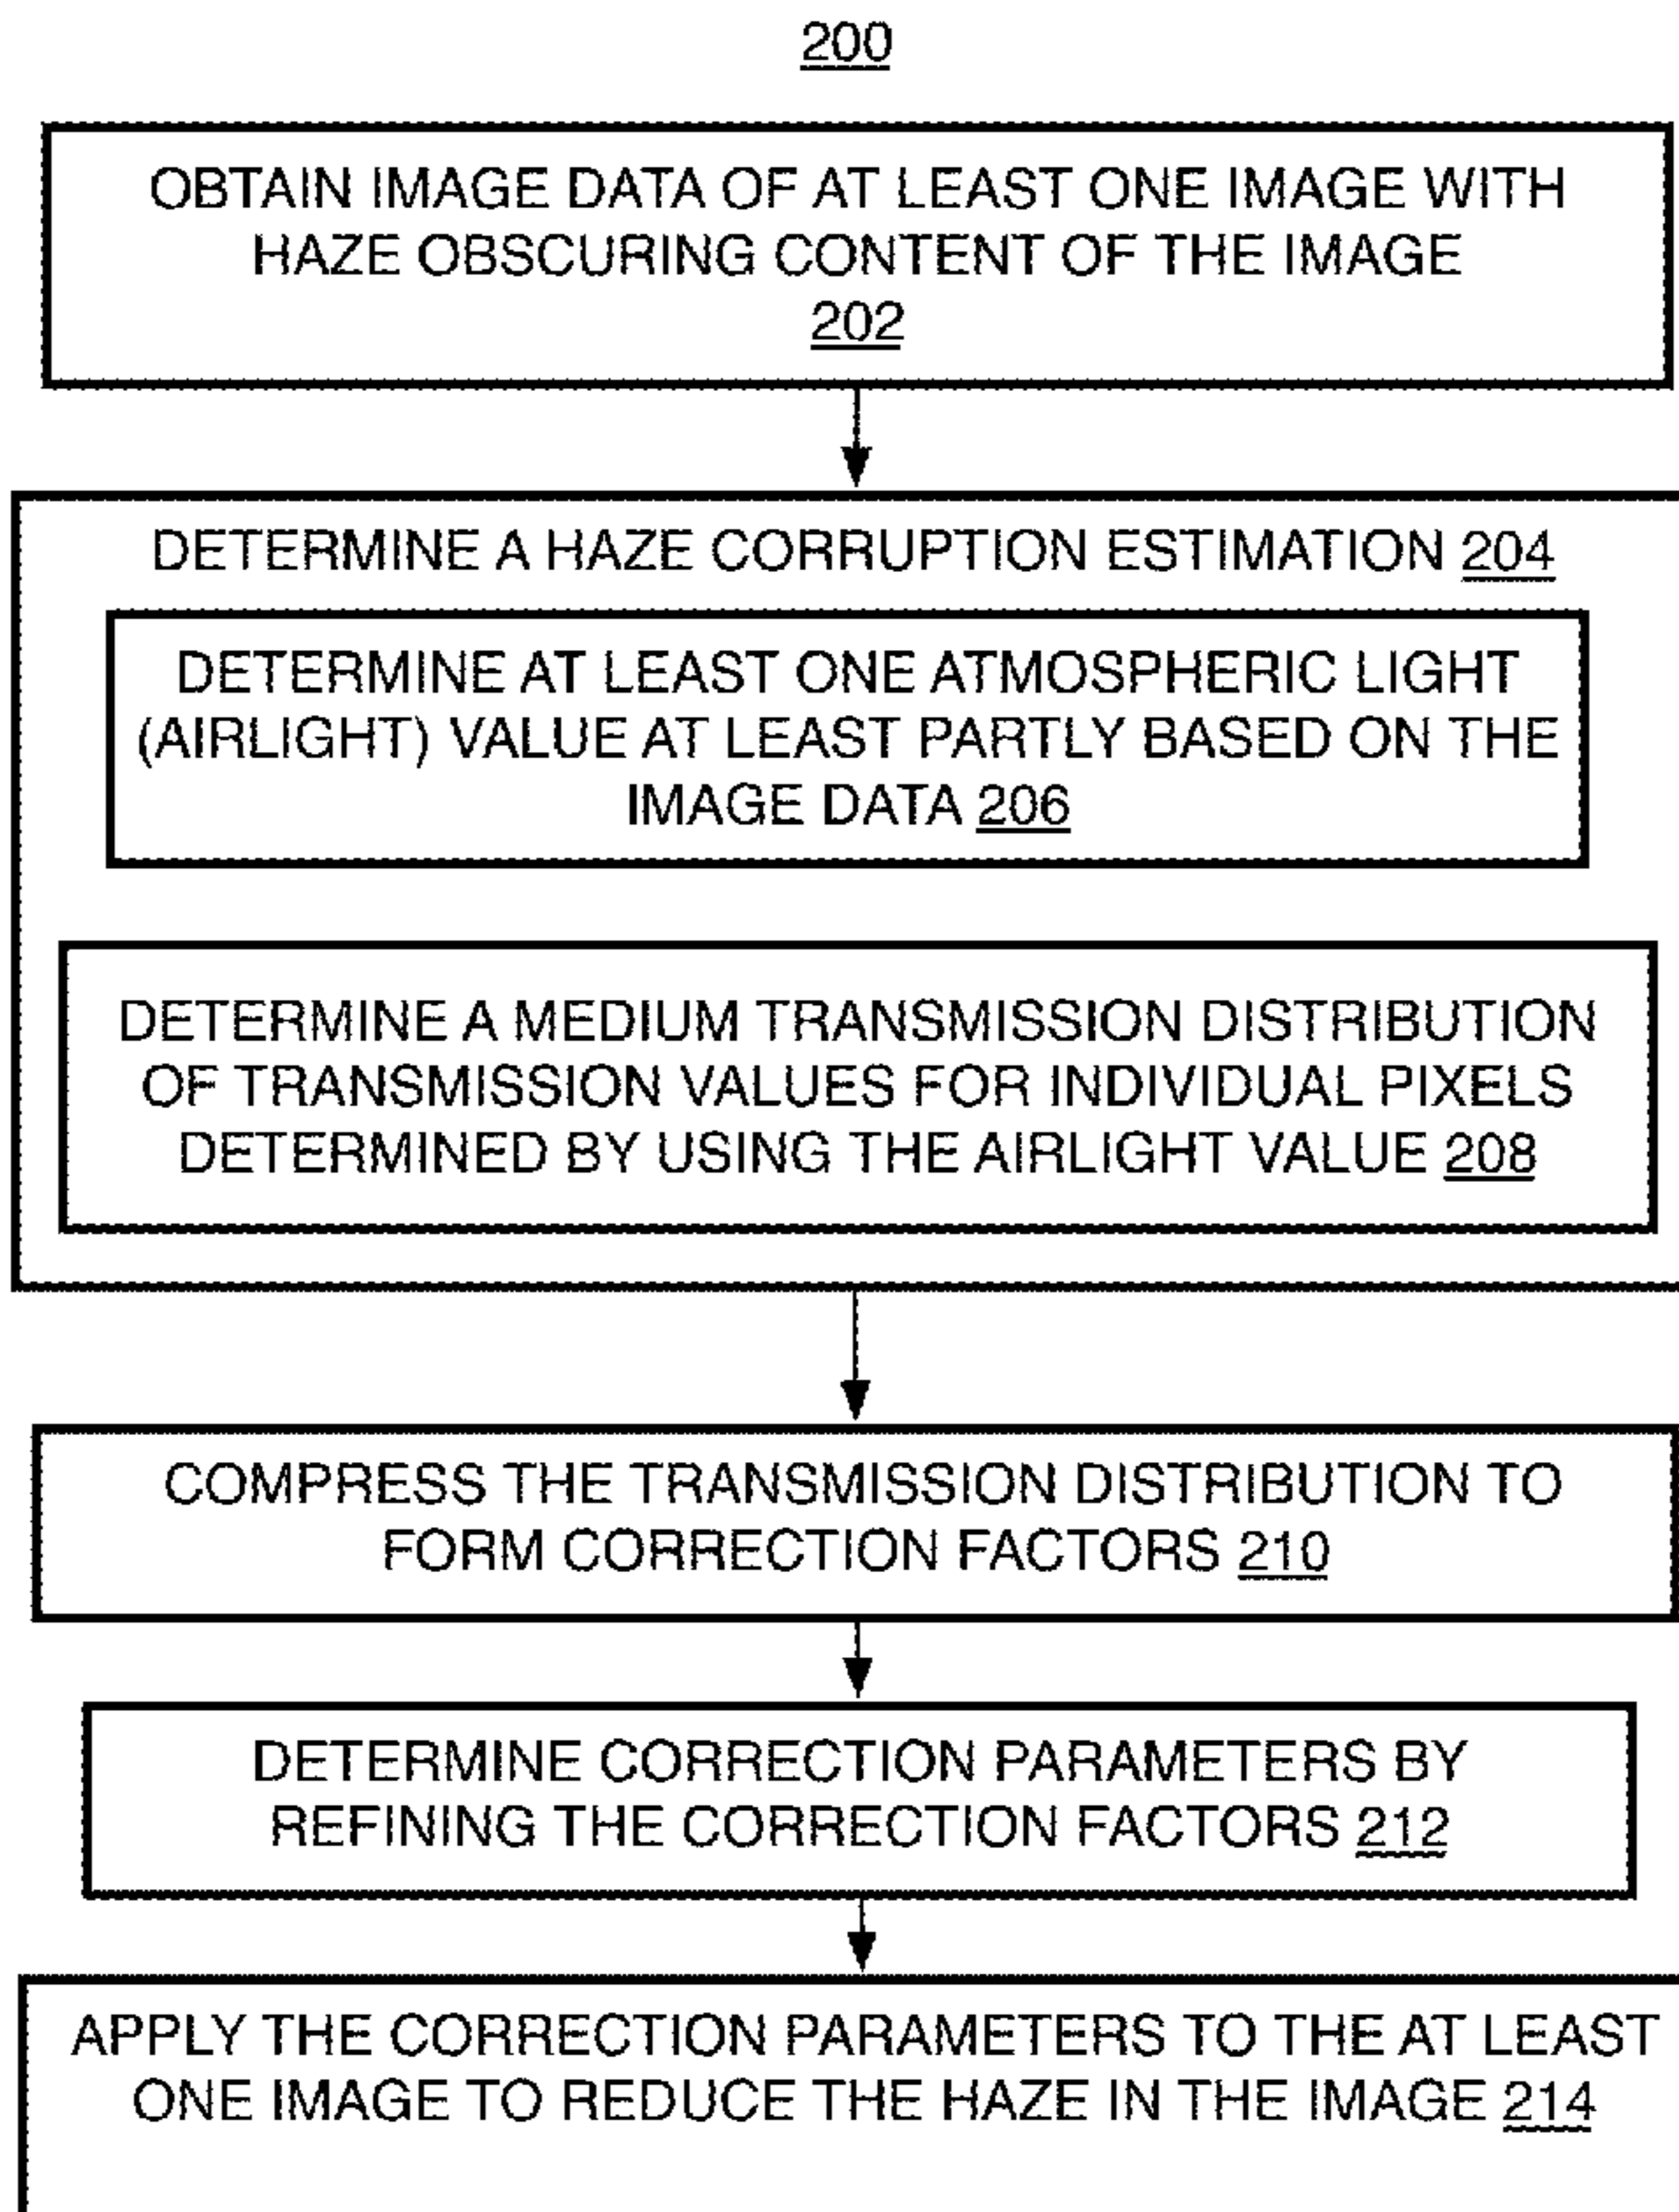 200
OBTAIN IMAGE DATA OF AT LEAST ONE IMAGE WITH
HAZE OBSCURING CONTENT OF THE IMAGE
202
DETERMINE A HAZE CORRUPTION ESTIMATION 204
DETERMINE AT LEAST ONE ATMOSPHERIC LIGHT
(AIRLIGHT) VALUE AT LEAST PARTLY BASED ON THE
IMAGE DATA 206
DETERMINE A MEDIUM TRANSMISSION DISTRIBUTION
OF TRANSMISSION VALUES FOR INDIVIDUAL PIXELS
DETERMINED BY USING THE AIRLIGHT VALUE 208
COMPRESS THE TRANSMISSION DISTRIBUTION TO
FORM CORRECTION FACTORS 210
DETERMINE CORRECTION PARAMETERS BY
REFINING THE CORRECTION FACTORS 212
APPLY THE CORRECTION PARAMETERS TO THE AT LEAST
ONE IMAGE TO REDUCE THE HAZE IN THE IMAGE 214